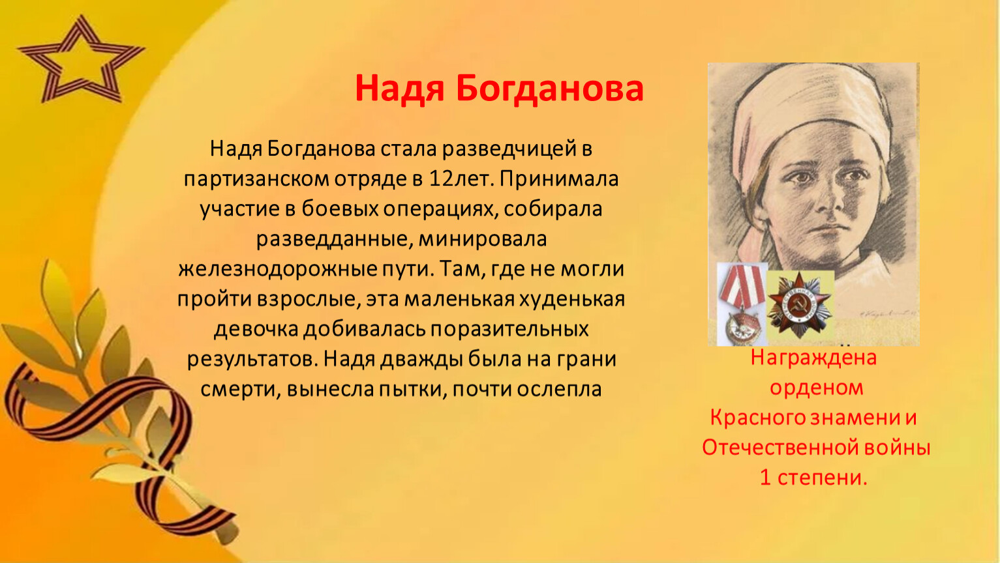 Надя Богданова
Надя Богданова стала разведчицей в
партизанском отряде в 12лет. Принимала
участие в боевых операциях, собирала
разведданные, минировала
железнодорожные пути. Там, где не могли
пройти взрослые, эта маленькая худенькая
девочка добивалась поразительных
результатов. Надя дважды была на грани
смерти, вынесла пытки, почти ослепла
ОТЕЧЕСТВЕННАЯ ВОЙНА
Награждена
орденом
Красного знамени и
Отечественной войны
1 степени.